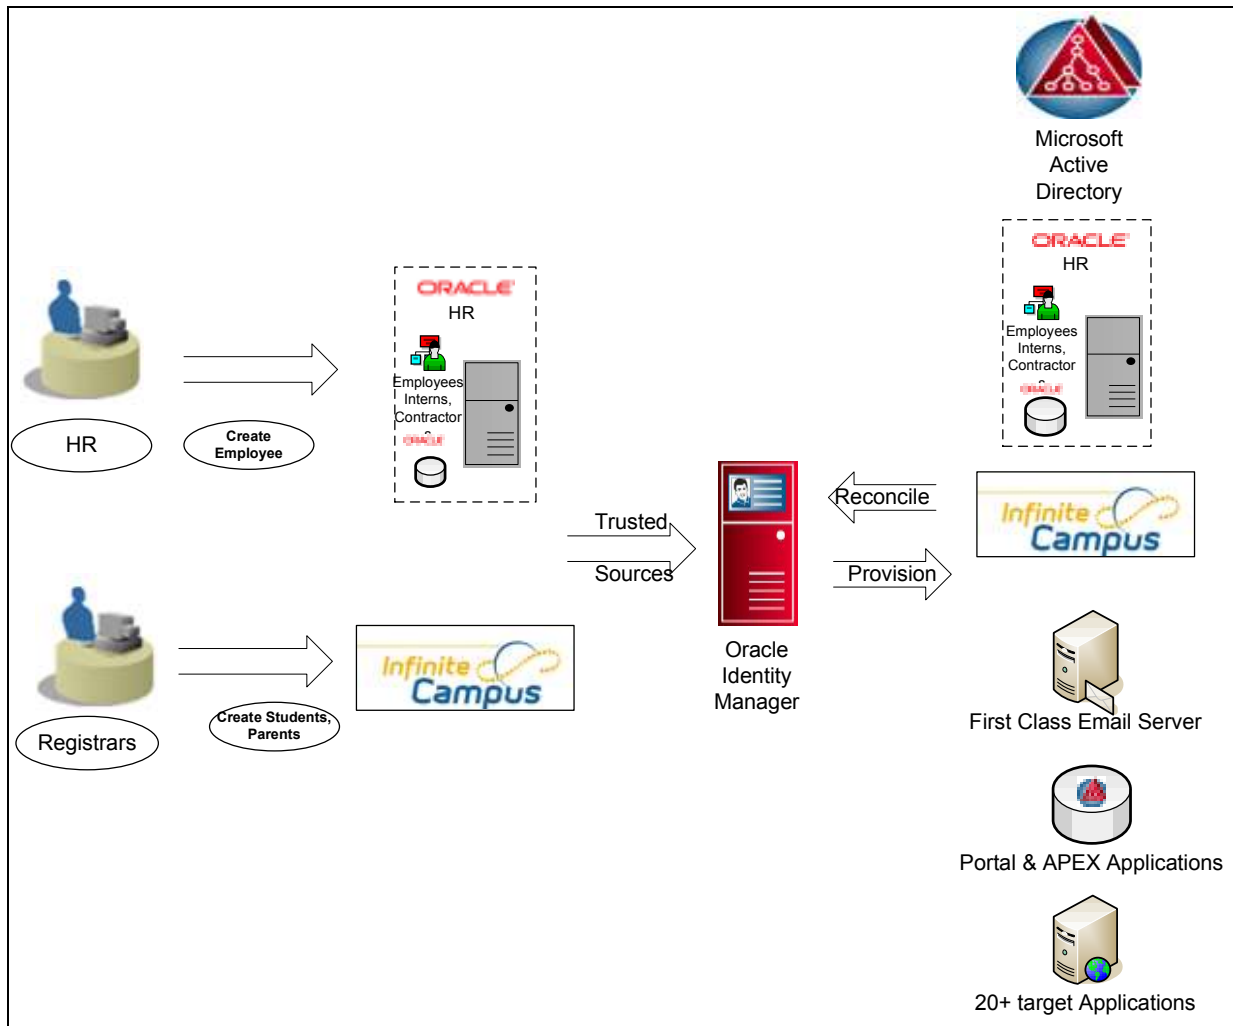 Microsoft
Active
Directory
ORACLE
HR
Employees
Interns,
Contractor
s
ORACLE
ORACLE
HR
Employees
Interns,
Contractor
s
ORACLE
HR
Create
Employee
Trusted
Sources
Reconcile
Provision
Infinite
Campus
Oracle
Identity
Manager
Registrars
Create Students,
Parents
Infinite
Campus
First Class Email Server
Portal & APEX Applications
20+ target Applications